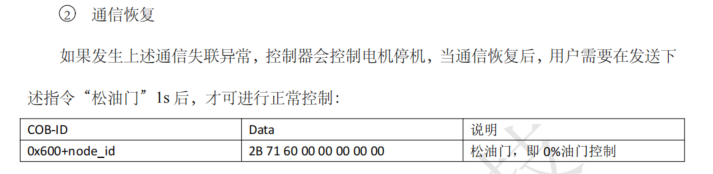 ② 通信恢复
如果发生上述通信失联异常，控制器会控制电机停机，当通信恢复后，用户需要在发送下
述指令“松油门”1s 后，才可进行正常控制：
COB-ID Data 说明
0x600+node_id 2B 71 60 00 00 00 00 00 松油门，即 0%油门控制